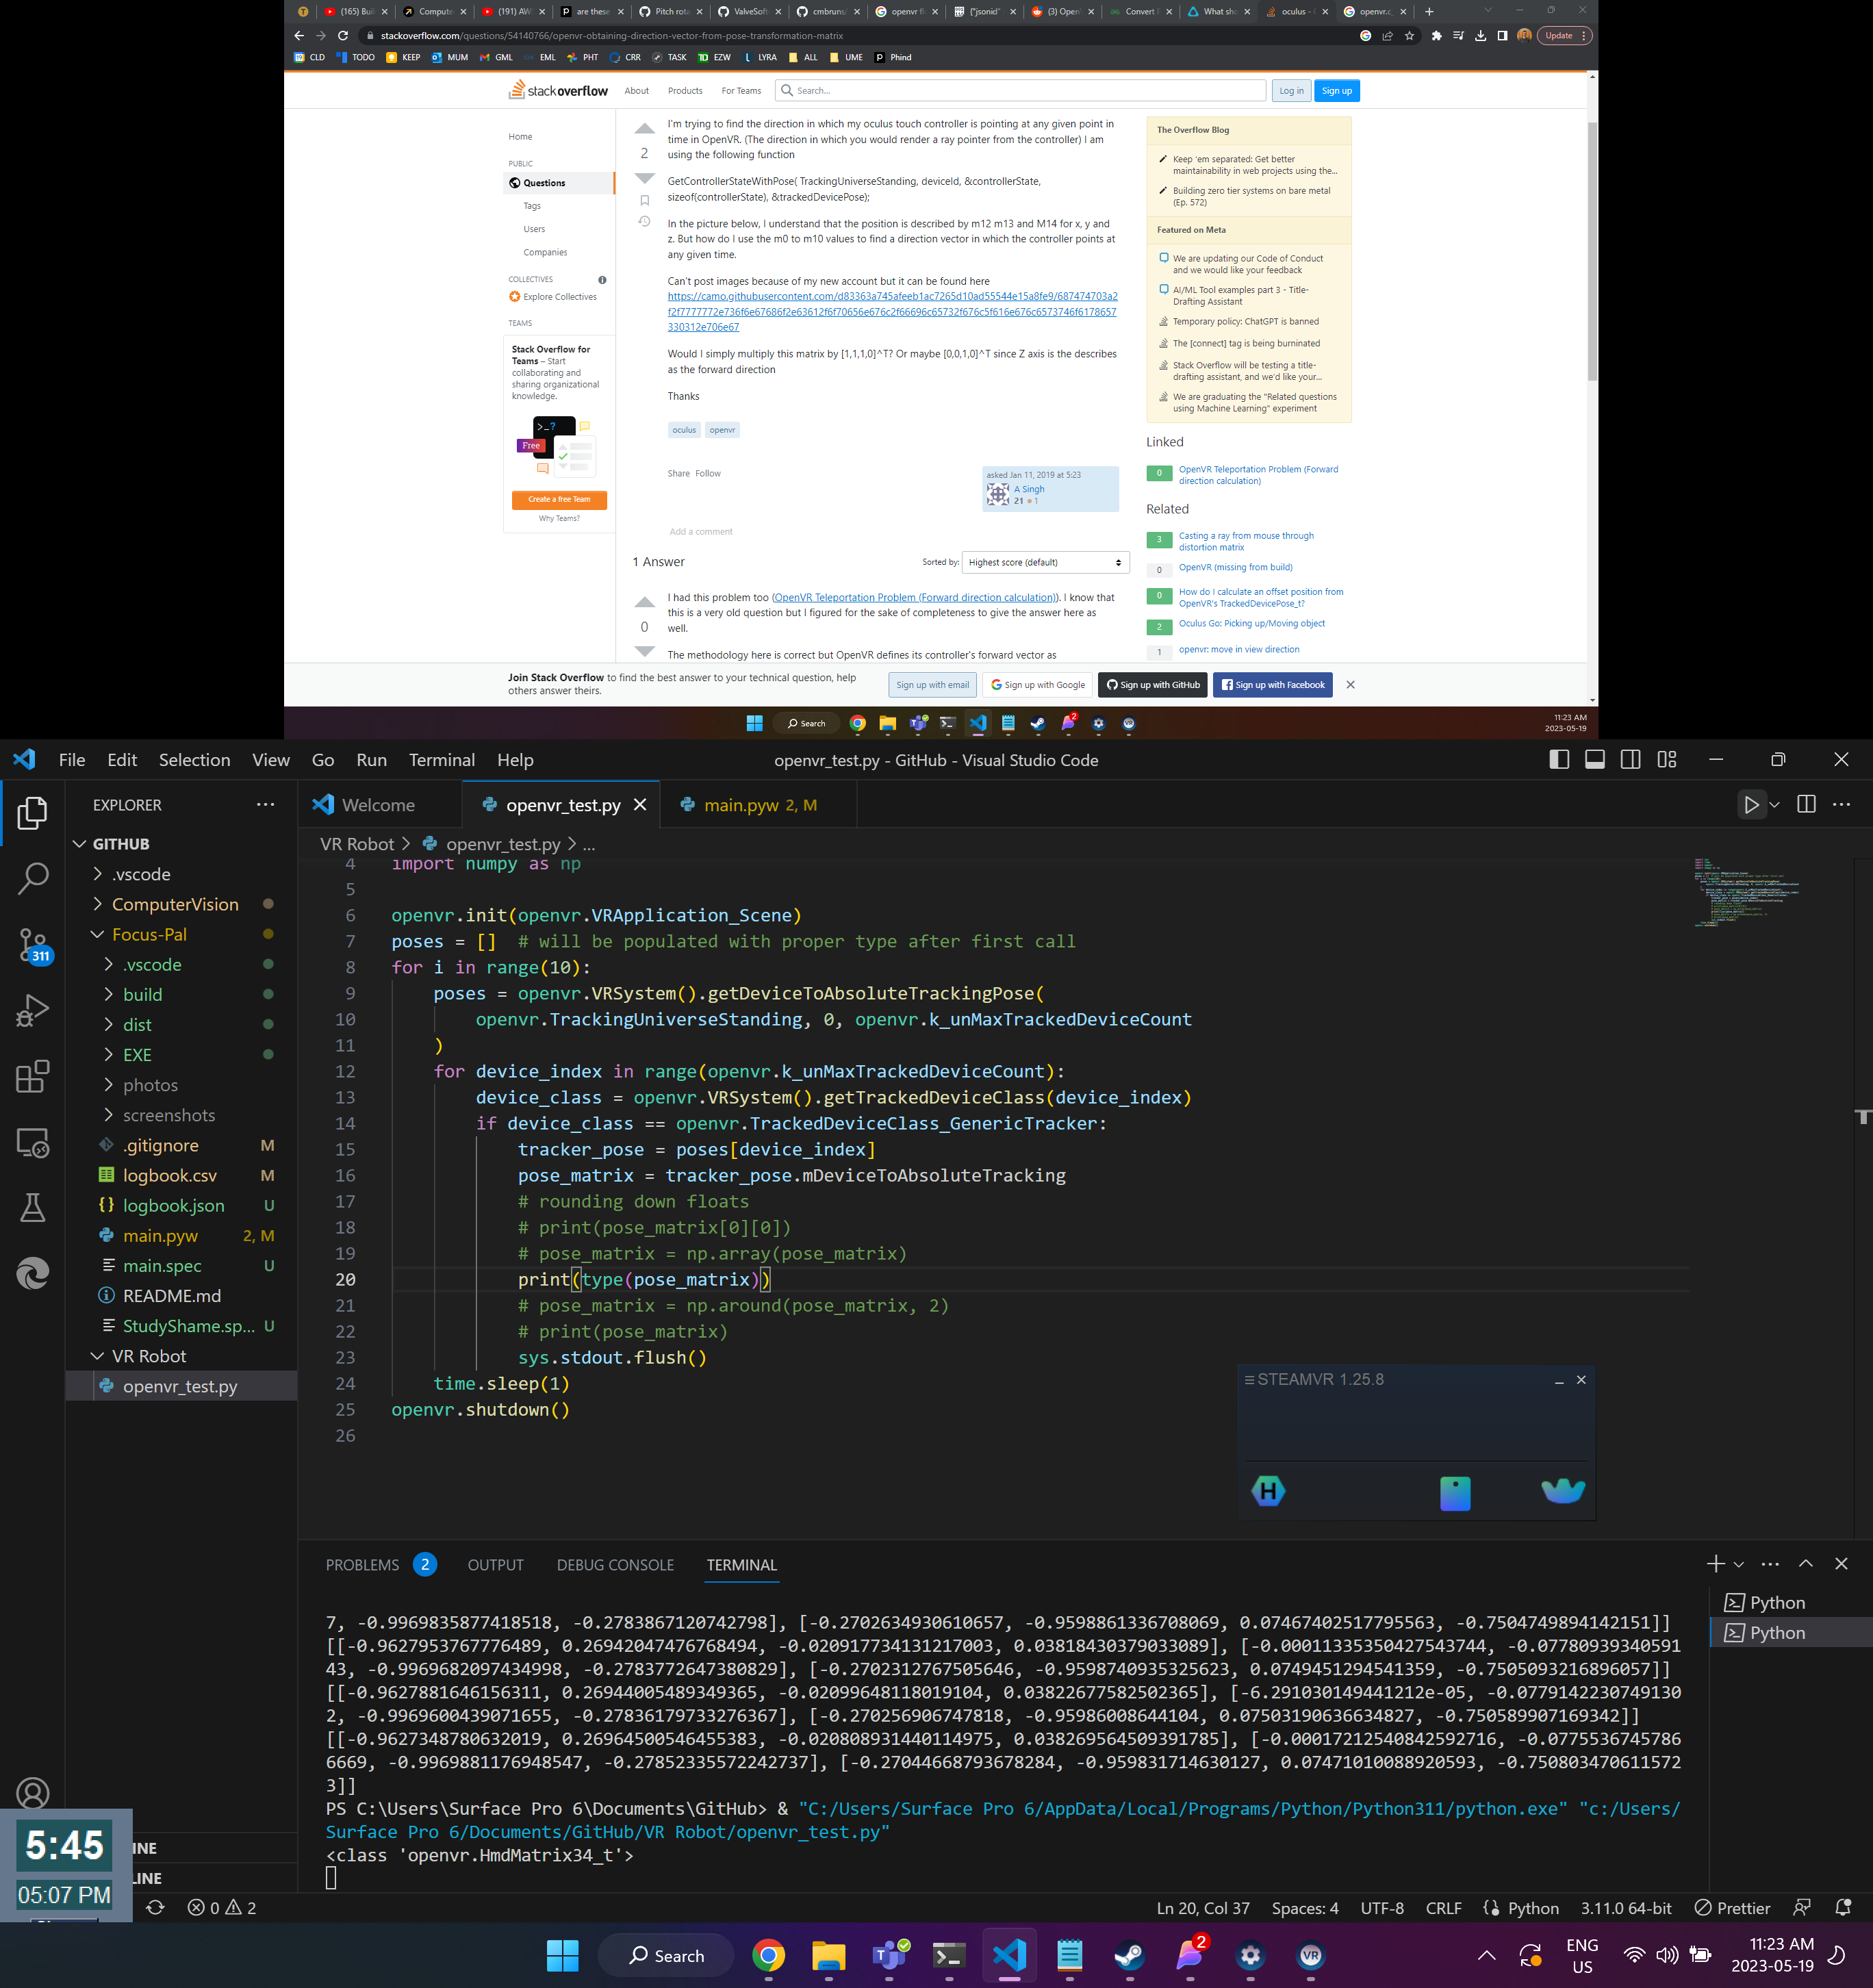 (165) Bui
Compute
(191) AW
are these
Pitch rota
ValveSoft
cmbruns/
openvr fl
{"jsonid"
(3) Open
Convert
What sh
oculus -
openvr.c_
stackoverflow.com/questions/54140766/openvr-obtaining-direction-vector-from-pose-transformation-matrix
Update
CLD
TODO
KEEP
MUM
GML
EML
PHT
CRR
TASK
EZW
LYRA
ALL
UME
Phind
stackoverflow
About
Products
For Teams
Search...
Log in
Sign up
Home
PUBLIC
Questions
Tags
Users
Companies
COLLECTIVES
Explore Collectives
TEAMS
Stack Overflow for
Teams – Start
collaborating and
sharing organizational
knowledge.
Free
Create a free Team
Why Teams?
2
I'm trying to find the direction in which my oculus touch controller is pointing at any given point in
time in OpenVR. (The direction in which you would render a ray pointer from the controller) I am
using the following function
GetControllerStateWithPose( TrackingUniverseStanding, deviceId, &controllerState,
sizeof(controllerState), &trackedDevicePose);
In the picture below, I understand that the position is described by m12 m13 and M14 for x, y and
z. But how do I use the m0 to m10 values to find a direction vector in which the controller points at
any given time.
Can't post images because of my new account but it can be found here
https://camo.githubusercontent.com/d83363a745afeeb1ac7265d10ad55544e15a8fe9/687474703a2
f2f7777772e736f6e67686f2e63612f6f70656e676c2f66696c65732f676c5f616e676c6573746f6178657
330312e706e67
Would I simply multiply this matrix by [1,1,1,0]^T? Or maybe [0,0,1,0]^T since Z axis is the describes
as the forward direction
Thanks
oculus
openvr
Share Follow
asked Jan 11, 2019 at 5:23
A Singh
21 1
Add a comment
1 Answer
Sorted by:
Highest score (default)
0
I had this problem too (OpenVR Teleportation Problem (Forward direction calculation)). I know that
this is a very old question but I figured for the sake of completeness to give the answer here as
well.
The methodology here is correct but OpenVR defines its controller's forward vector as
The Overflow Blog
Keep 'em separated: Get better
maintainability in web projects using the...
Building zero tier systems on bare metal
(Ep. 572)
Featured on Meta
We are updating our Code of Conduct
and we would like your feedback
AI/ML Tool examples part 3 - Title-
Drafting Assistant
Temporary policy: ChatGPT is banned
The [connect] tag is being burninated
Stack Overflow will be testing a title-
drafting assistant, and we'd like your...
We are graduating the "Related questions
using Machine Learning" experiment
Linked
0 OpenVR Teleportation Problem (Forward
direction calculation)
Related
3 Casting a ray from mouse through
distortion matrix
0 OpenVR (missing from build)
0 How do I calculate an offset position from
OpenVR's TrackedDevicePose_t?
2 Oculus Go: Picking up/Moving object
1 openvr: move in view direction
Join Stack Overflow to find the best answer to your technical question, help
others answer theirs.
Sign up with email
Sign up with Google
Sign up with GitHub
Sign up with Facebook
Search
2
11:23 AM
2023-05-19
File Edit Selection View Go Run Terminal Help
openvr_test.py - GitHub - Visual Studio Code
EXPLORER
Welcome
openvr_test.py
main.pyw 2, M
VR Robot > openvr_test.py > ...
GITHUB
.vscode
ComputerVision
Focus-Pal
.vscode
build
dist
EXE
photos
screenshots
.gitignore M
logbook.csv M
logbook.json U
main.pyw 2, M
main.spec U
README.md
StudyShame.sp... U
VR Robot
openvr_test.py
311
4 import numpy as np
5
6 openvr.init(openvr.VRApplication_Scene)
7 poses = [] # will be populated with proper type after first call
8 for i in range(10):
9 poses = openvr.VRSystem().getDeviceToAbsoluteTrackingPose(
10 openvr.TrackingUniverseStanding, 0, openvr.k_unMaxTrackedDeviceCount
11 )
12 for device_index in range(openvr.k_unMaxTrackedDeviceCount):
13 device_class = openvr.VRSystem().getTrackedDeviceClass(device_index)
14 if device_class == openvr.TrackedDeviceClass_GenericTracker:
15 tracker_pose = poses[device_index]
16 pose_matrix = tracker_pose.mDeviceToAbsoluteTracking
17 # rounding down floats
18 # print(pose_matrix[0][0])
19 # pose_matrix = np.array(pose_matrix)
20 print(type(pose_matrix))
21 # pose_matrix = np.around(pose_matrix, 2)
22 # print(pose_matrix)
23 sys.stdout.flush()
24 time.sleep(1)
25 openvr.shutdown()
26
STEAMVR 1.25.8
H
PROBLEMS 2 OUTPUT DEBUG CONSOLE TERMINAL
Python
Python
7, -0.9969835877418518, -0.2783867120742798], [-0.2702634930610657, -0.9598861336708069, 0.07467402517795563, -0.7504749894142151]]
[[-0.9627953767776489, 0.26942047476768494, -0.020917734131217003, 0.03818430379033089], [-0.00011335350427543744, -0.07780939340591
43, -0.9969682097434998, -0.2783772647380829], [-0.2702312767505646, -0.9598740935325623, 0.0749451294541359, -0.7505093216896057]]
[[-0.9627881646156311, 0.26944005489349365, -0.02099648118019104, 0.03822677582502365], [-6.291030149441212e-05, -0.0779142230749130
2, -0.9969600439071655, -0.27836179733276367], [-0.270256906747818, -0.95986008644104, 0.07503190636634827, -0.750589907169342]]
[[-0.9627348780632019, 0.26964500546455383, -0.020808931440114975, 0.038269564509391785], [-0.00017212540842592716, -0.0775536745786
6669, -0.9969881176948547, -0.27852335572242737], [-0.27044668793678284, -0.959831714630127, 0.07471010088920593, -0.750803470611572
3]]
PS C:\Users\Surface Pro 6\Documents\GitHub> & "C:/Users/Surface Pro 6/AppData/Local/Programs/Python/Python311/python.exe" "c:/Users/
Surface Pro 6/Documents/GitHub/VR Robot/openvr_test.py"
<class 'openvr.HmdMatrix34_t'>
5:45
05:07 PM
INE
LINE
0 2
Ln 20, Col 37 Spaces: 4 UTF-8 CRLF Python 3.11.0 64-bit Prettier
Search
2
VR
ENG
US
11:23 AM
2023-05-19